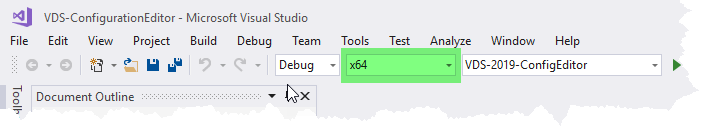 VDS-ConfigurationEditor - Microsoft Visual Studio
File Edit View Project Build Debug Team Tools Test Analyze Window Help
Debug x64 VDS-2019-ConfigEditor
Document Outline